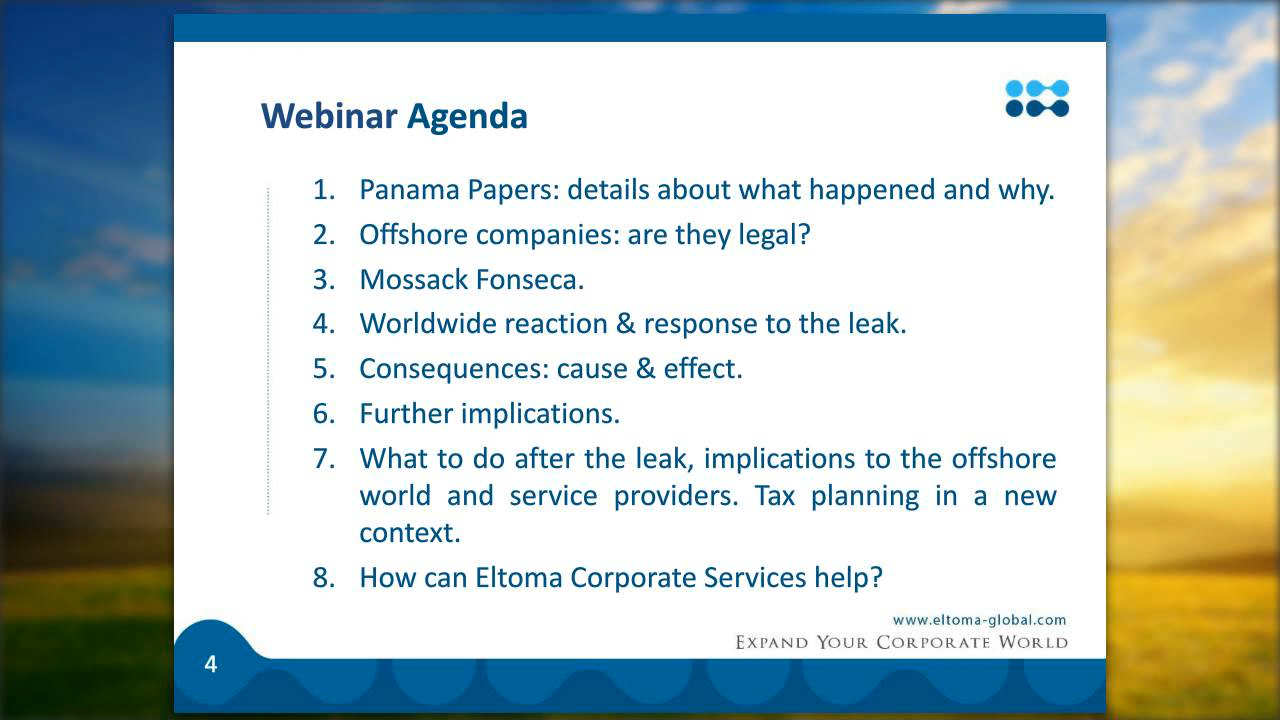 Webinar Agenda
1. Panama Papers: details about what happened and why.
2. Offshore companies: are they legal?
3. Mossack Fonseca.
4. Worldwide reaction & response to the leak.
5. Consequences: cause & effect.
6. Further implications.
7. What to do after the leak, implications to the offshore
world and service providers. Tax planning in a new
context.
8. How can Eltoma Corporate Services help?
www.eltoma-global.com
Expand Your Corporate World
4